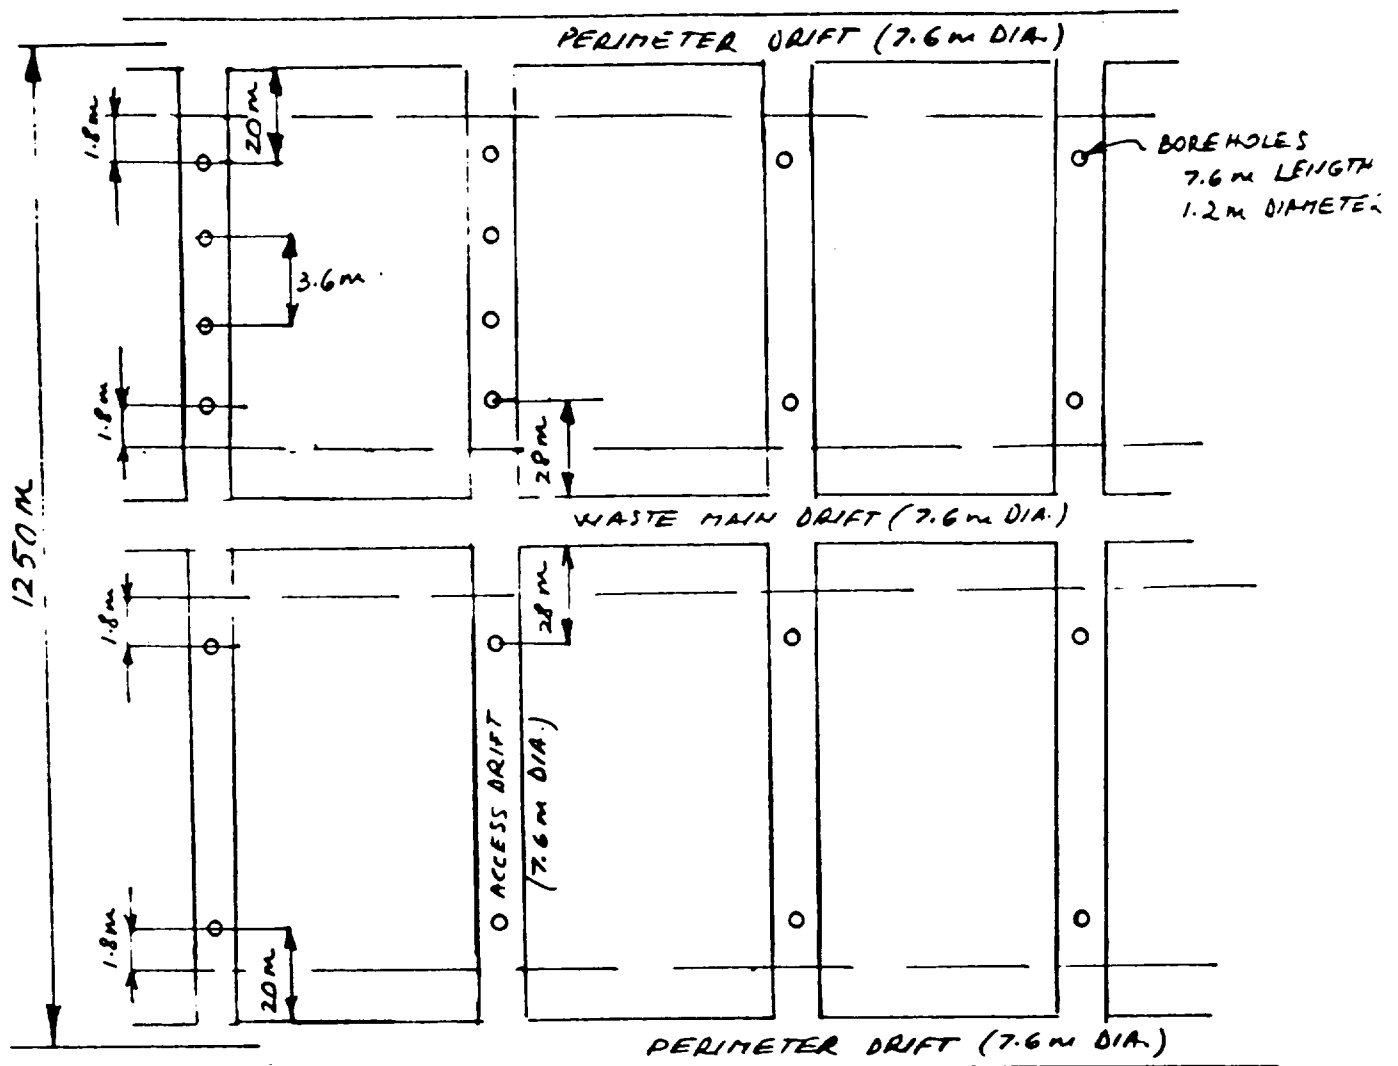 PERIMETER DRIFT (7.6m DIA.)
1.8m
20m
BOREHOLES
7.6m LENGTH
1.2m DIAMETER
3.6m
1.8m
28m
1250m
WASTE MAIN DRIFT (7.6m DIA.)
1.8m
28m
ACCESS DRIFT
(7.6m DIA.)
1.8m
20m
PERIMETER DRIFT (7.6m DIA.)